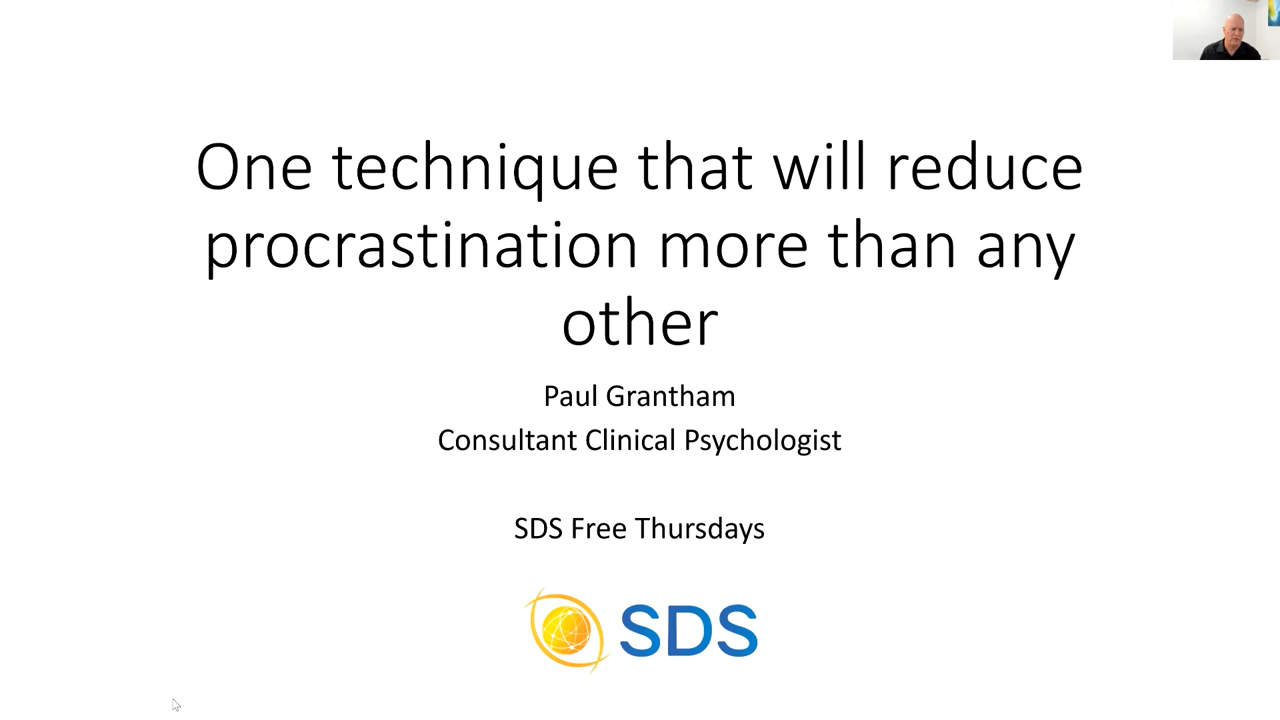 One technique that will reduce
procrastination more than any
other
Paul Grantham
Consultant Clinical Psychologist
SDS Free Thursdays
SDS